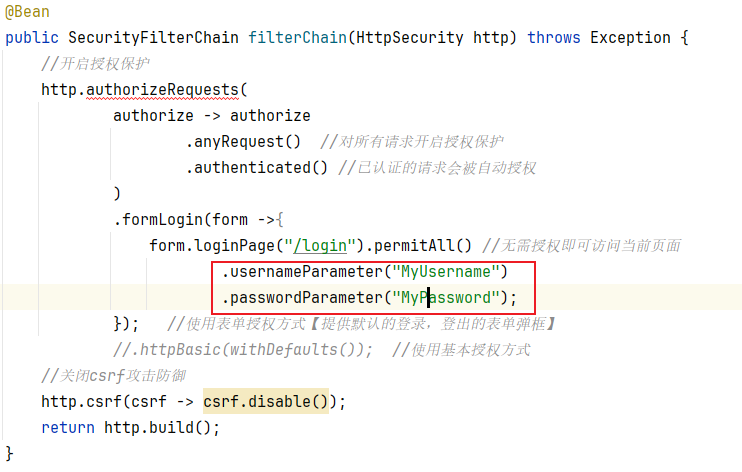 @Bean
public SecurityFilterChain filterChain(HttpSecurity http) throws Exception {
    //开启授权保护
    http.authorizeRequests(
            authorize -> authorize
                    .anyRequest()  //对所有请求开启授权保护
                    .authenticated() //已认证的请求会被自动授权
            )
            .formLogin(form ->{
                form.loginPage("/login").permitAll() //无需授权即可访问当前页面
                        .usernameParameter("MyUsername")
                        .passwordParameter("MyPassword");
            });   //使用表单授权方式【提供默认的登录，登出的表单弹框】
            //.httpBasic(withDefaults());  //使用基本授权方式
    //关闭csrf攻击防御
    http.csrf(csrf -> csrf.disable());
    return http.build();
}